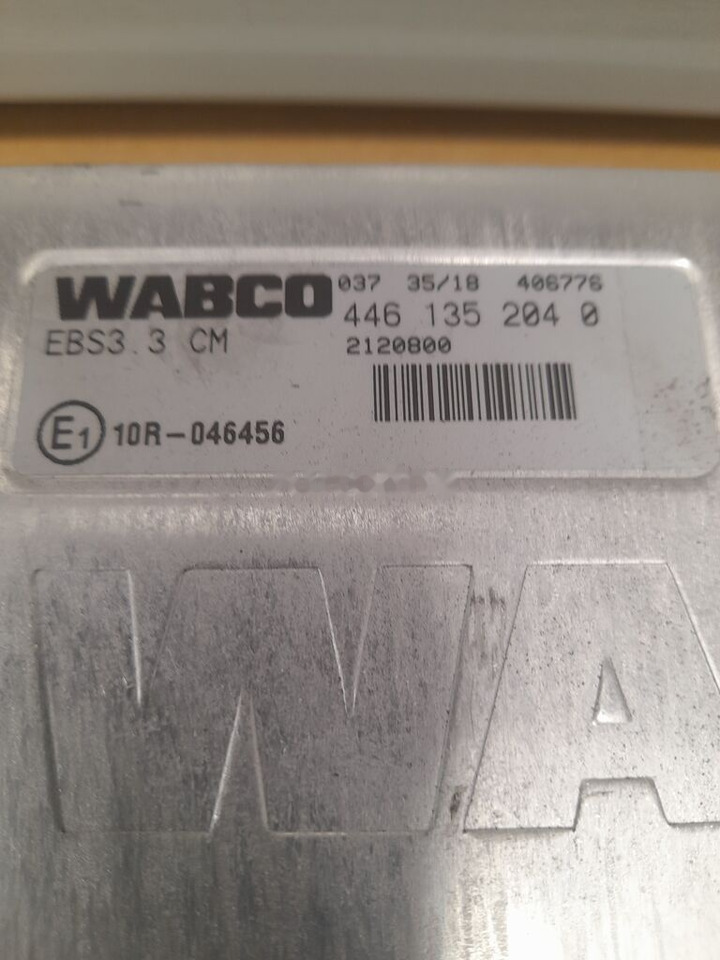 WABCO 037 35/18 406776
446 135 204 0
EBS3.3 CM 2120800
E1 10R-046456
WA